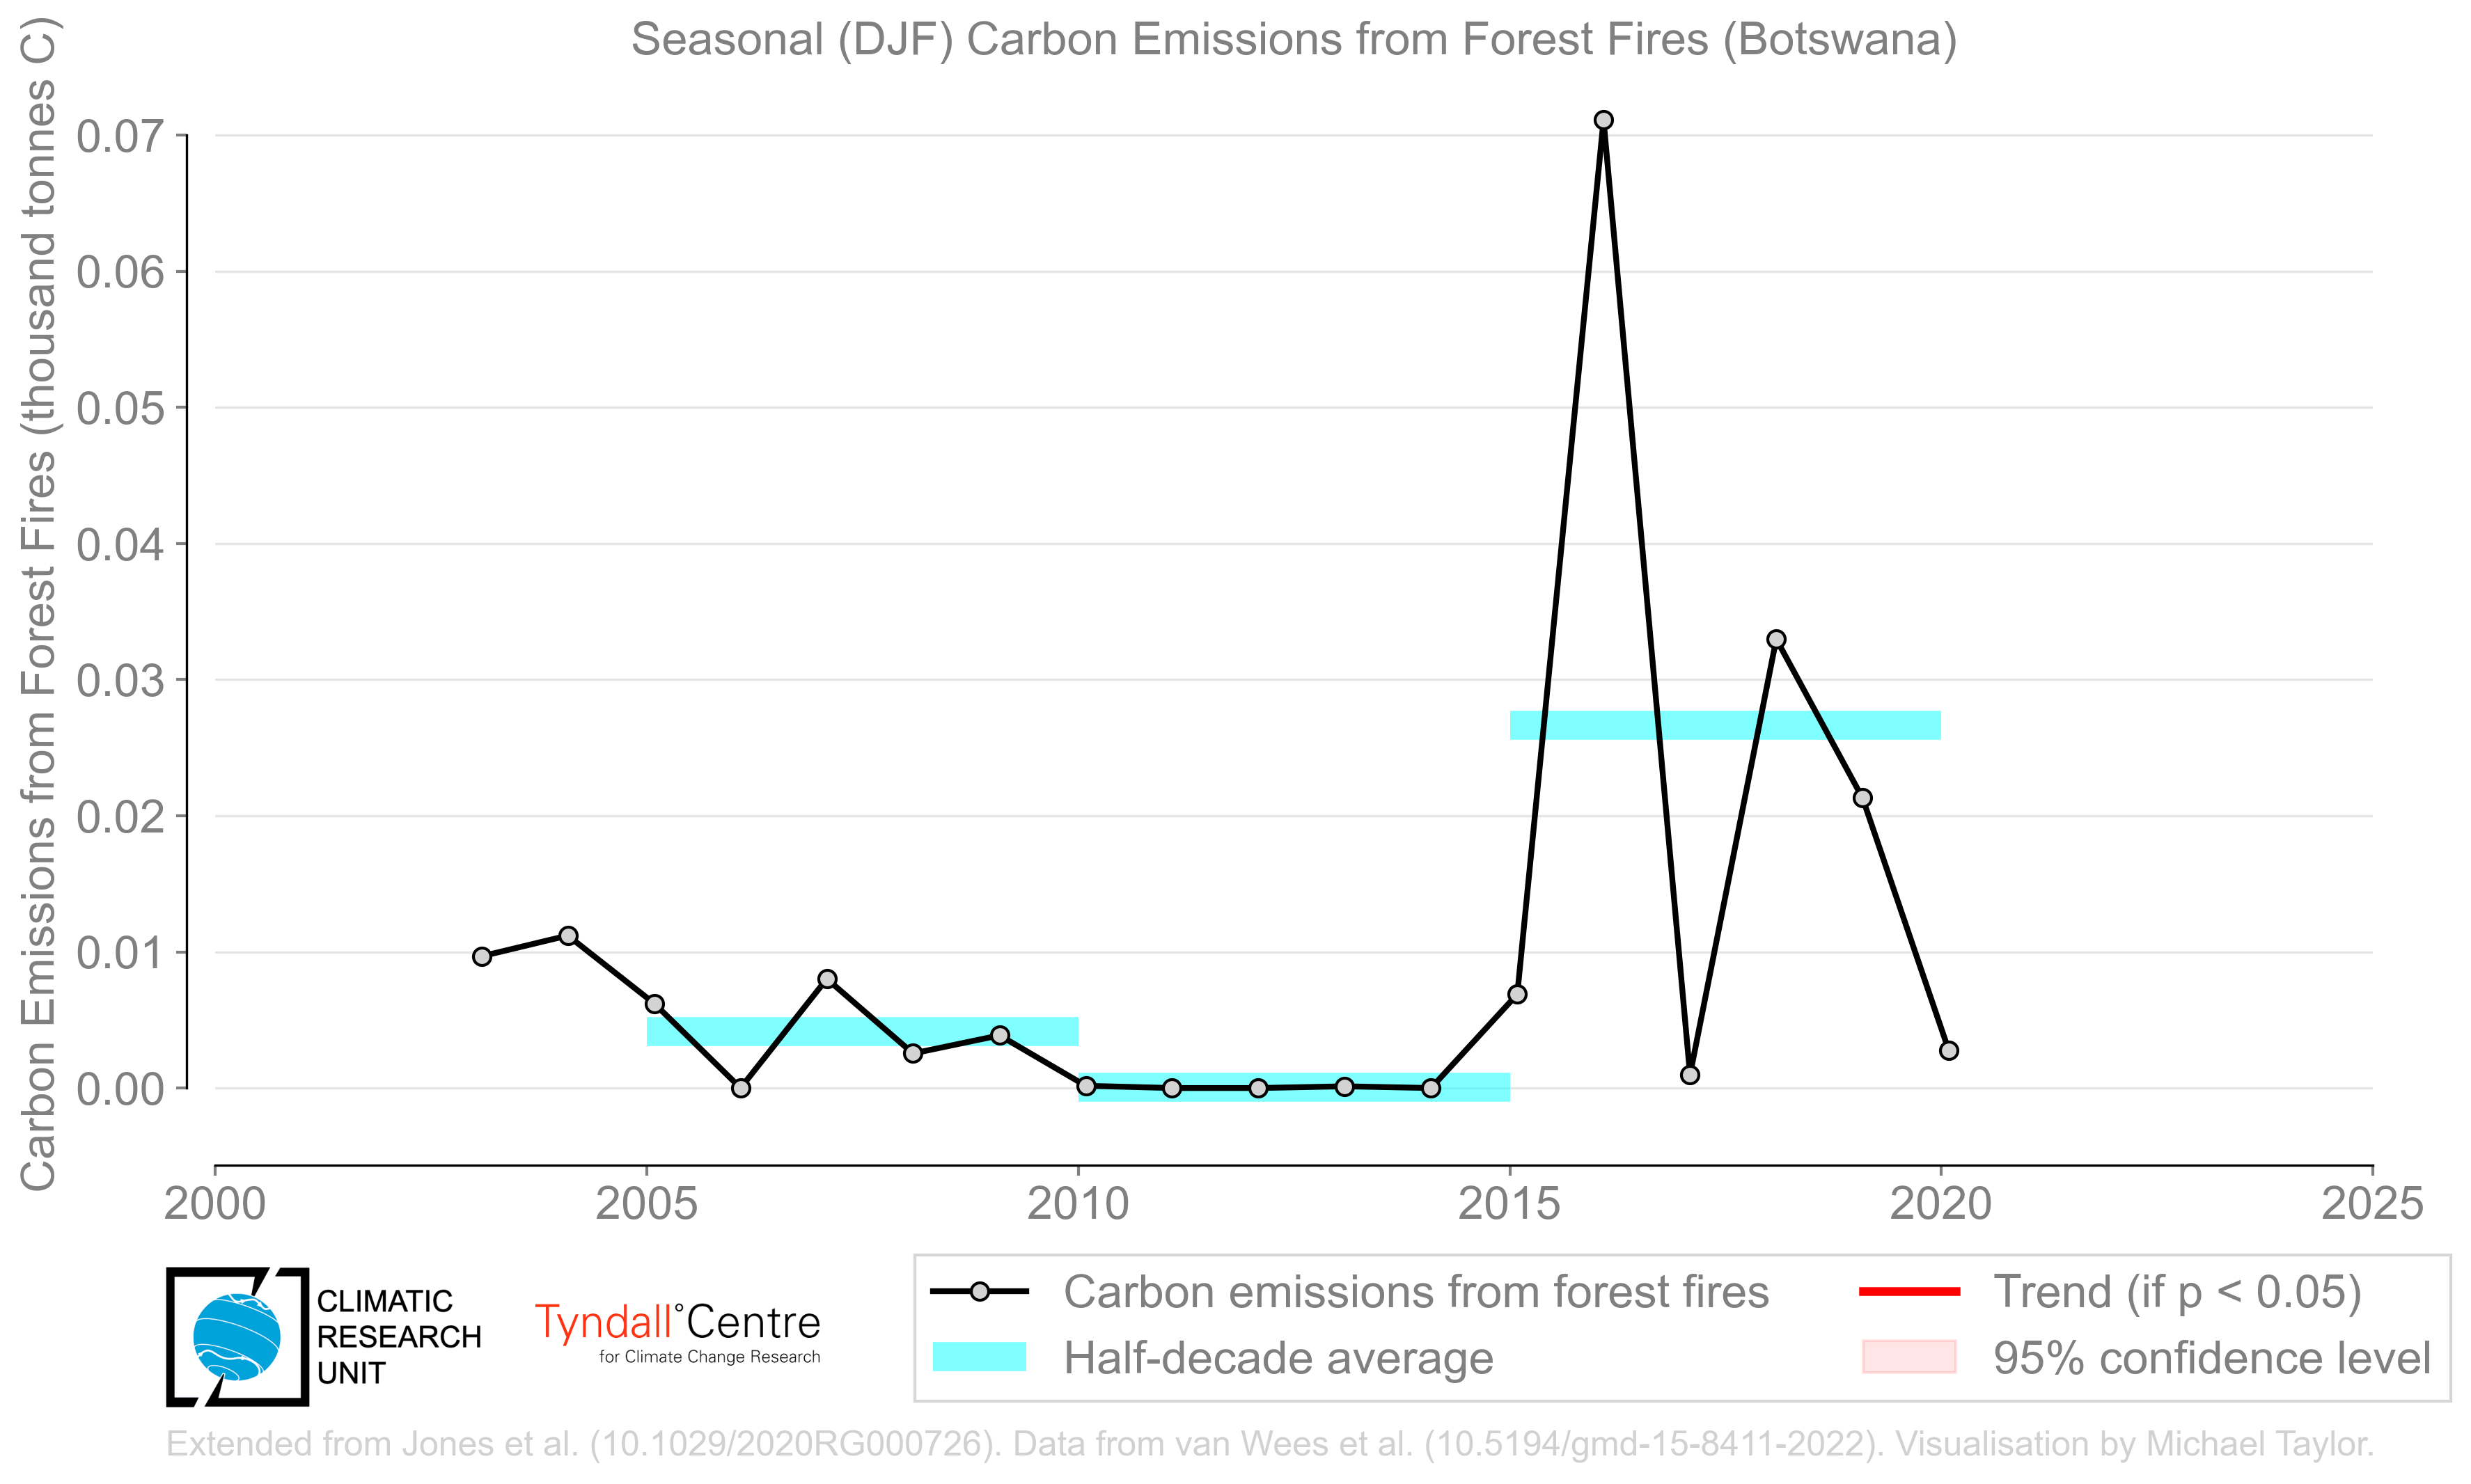 Seasonal (DJF) Carbon Emissions from Forest Fires (Botswana)
Carbon Emissions from Forest Fires (thousand tonnes C)
0.07
0.06
0.05
0.04
0.03
0.02
0.01
0.00
2000
2005
2010
2015
2020
2025
CLIMATIC
RESEARCH
UNIT
Tyndall°Centre
for Climate Change Research
Carbon emissions from forest fires
Half-decade average
Trend (if p < 0.05)
95% confidence level
Extended from Jones et al. (10.1029/2020RG000726). Data from van Wees et al. (10.5194/gmd-15-8411-2022). Visualisation by Michael Taylor.